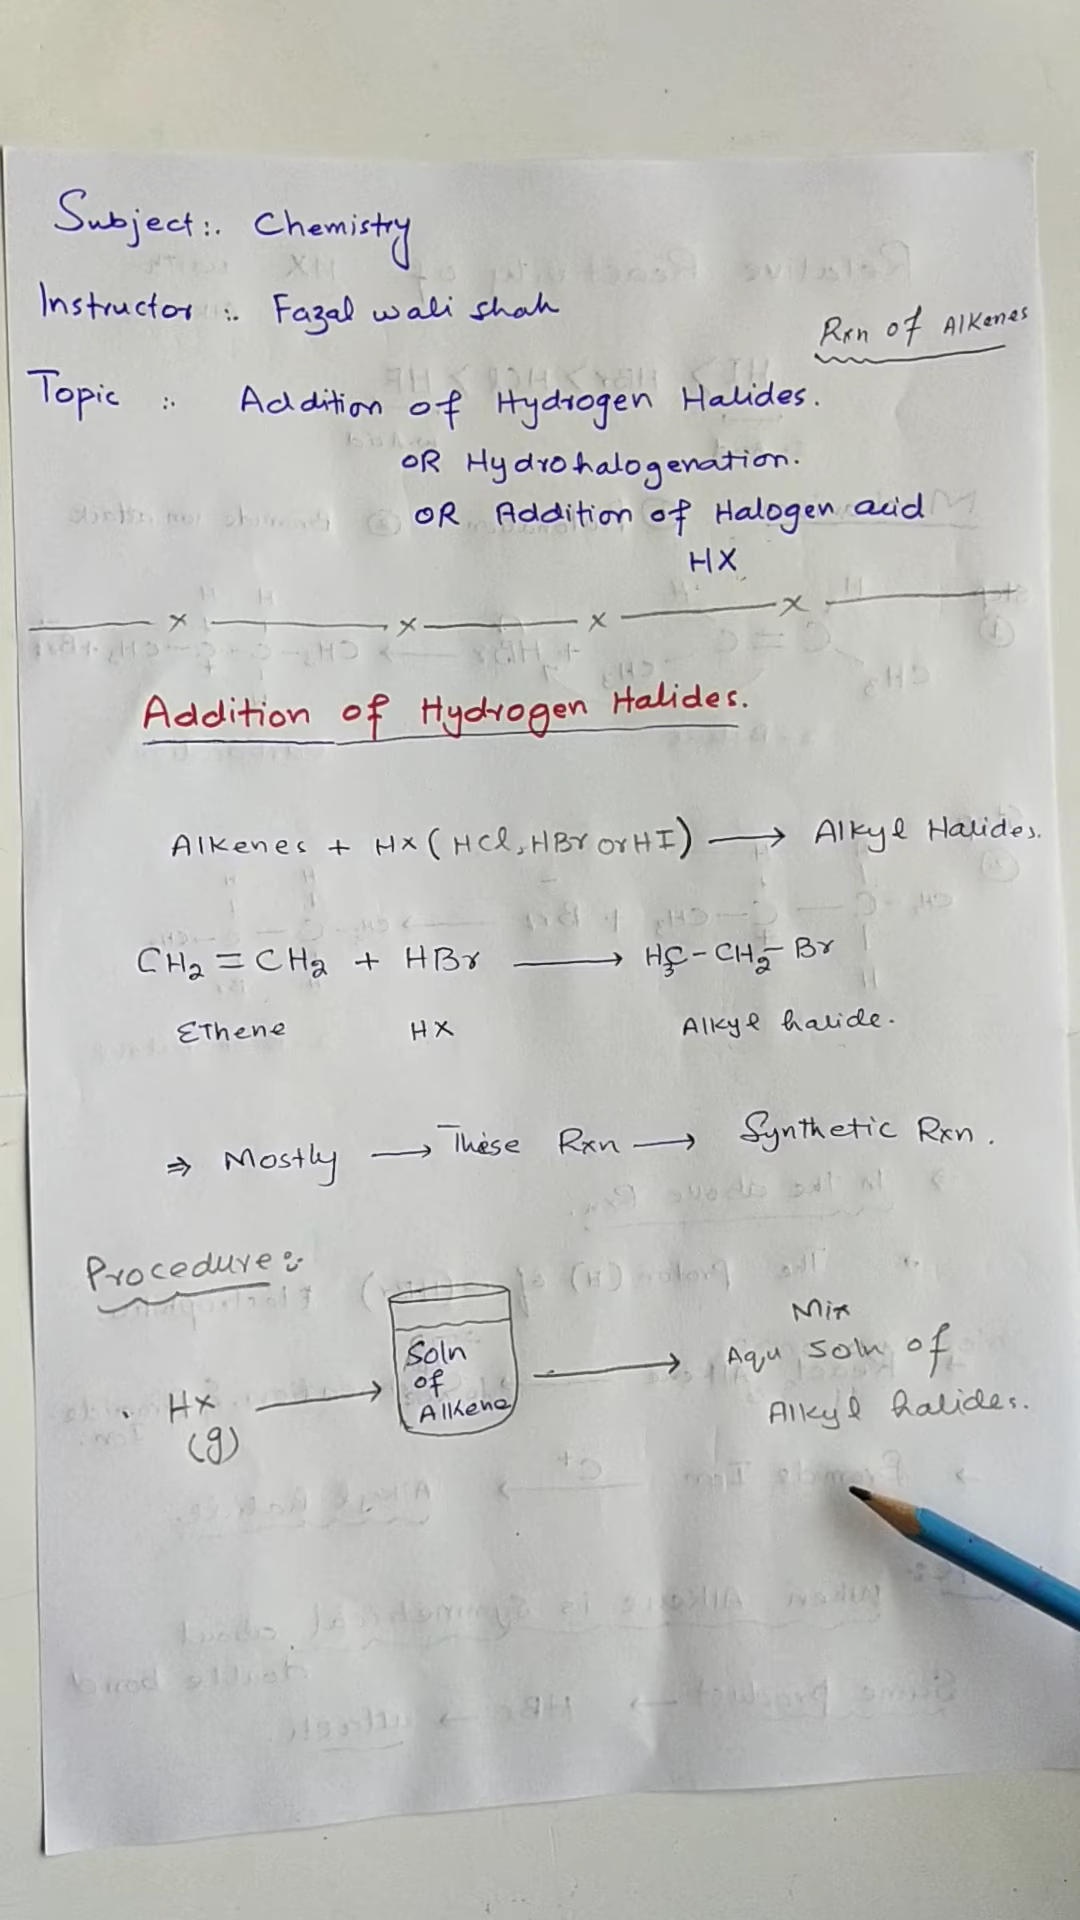 Subject:. Chemistry
Instructor :. Fazal wali shah
Rxn of Alkenes
Topic :. Addition of Hydrogen Halides.
OR Hydrohalogenation.
OR Addition of Halogen acid
HX
Addition of Hydrogen Halides.
Alkenes + HX ( HCl, HBr or HI ) ⟶ Alkyl Halides.
CH₂ = CH₂ + HBr ⟶ H₃C - CH₂ - Br
Ethene HX Alkyl halide.
⇒ Mostly ⟶ These Rxn ⟶ Synthetic Rxn.
Procedure:.
HX (g) ⟶ Soln of Alkene ⟶ Mix Aqu Soln of Alkyl halides.